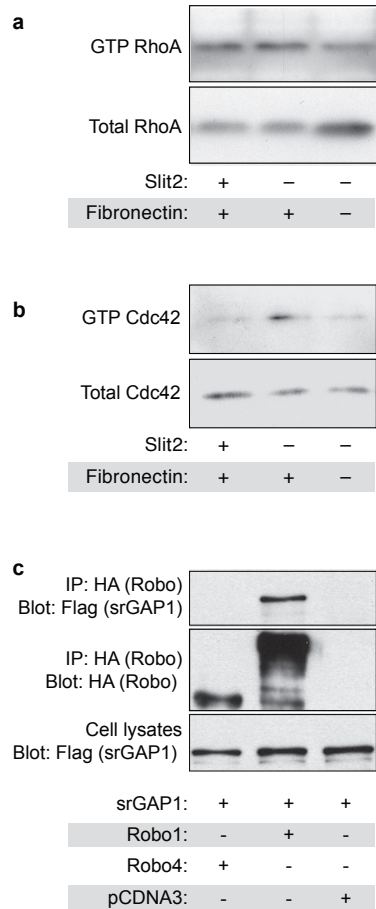 a
GTP RhoA
Total RhoA
Slit2: + – –
Fibronectin: + + –
b
GTP Cdc42
Total Cdc42
Slit2: + – –
Fibronectin: + + –
c
IP: HA (Robo)
Blot: Flag (srGAP1)
IP: HA (Robo)
Blot: HA (Robo)
Cell lysates
Blot: Flag (srGAP1)
srGAP1: + + +
Robo1: - + -
Robo4: + - -
pCDNA3: - - +